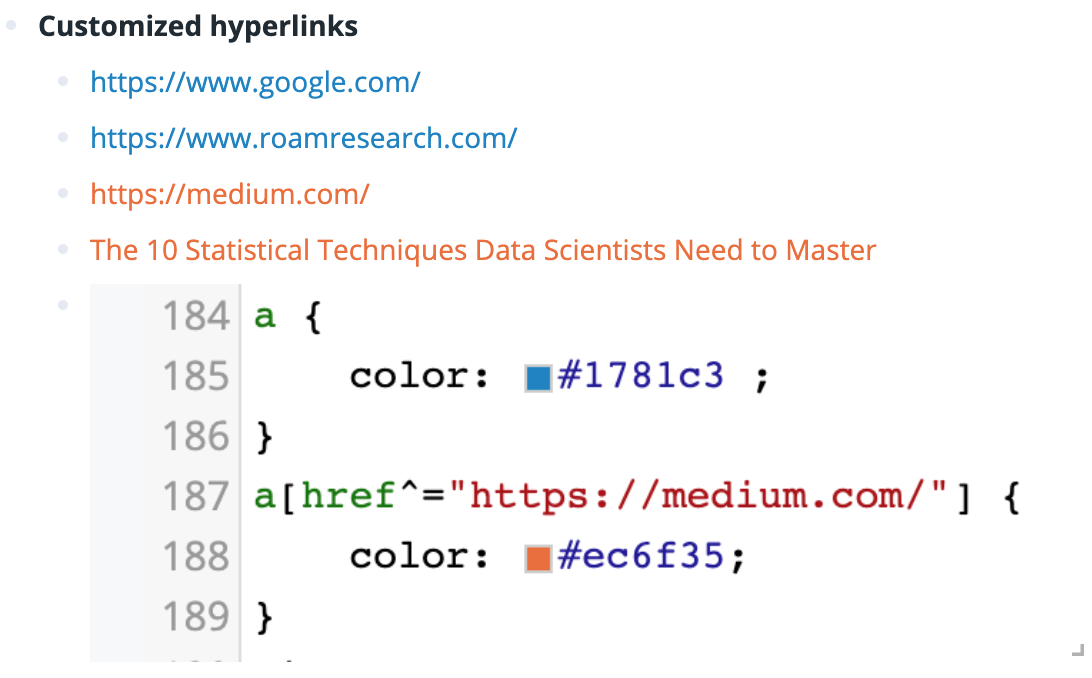 Customized hyperlinks
https://www.google.com/
https://www.roamresearch.com/
https://medium.com/
The 10 Statistical Techniques Data Scientists Need to Master
184 a {
185 color: #1781c3 ;
186 }
187 a[href^="https://medium.com/"] {
188 color: #ec6f35;
189 }